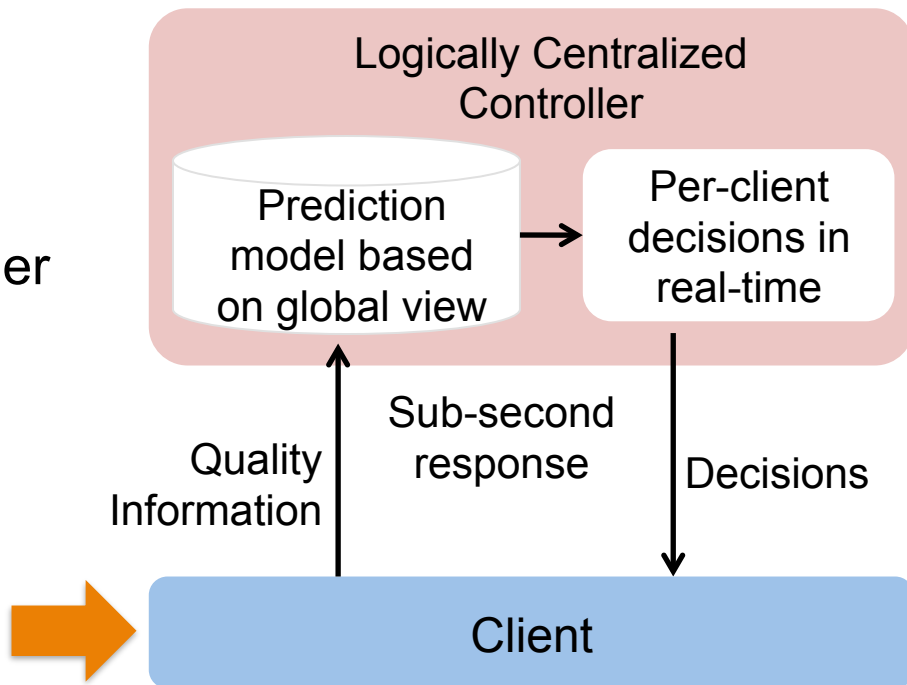 Logically Centralized
Controller
Prediction
model based
on global view
Per-client
decisions in
real-time
er
Sub-second
response
Quality
Information
Decisions
Client